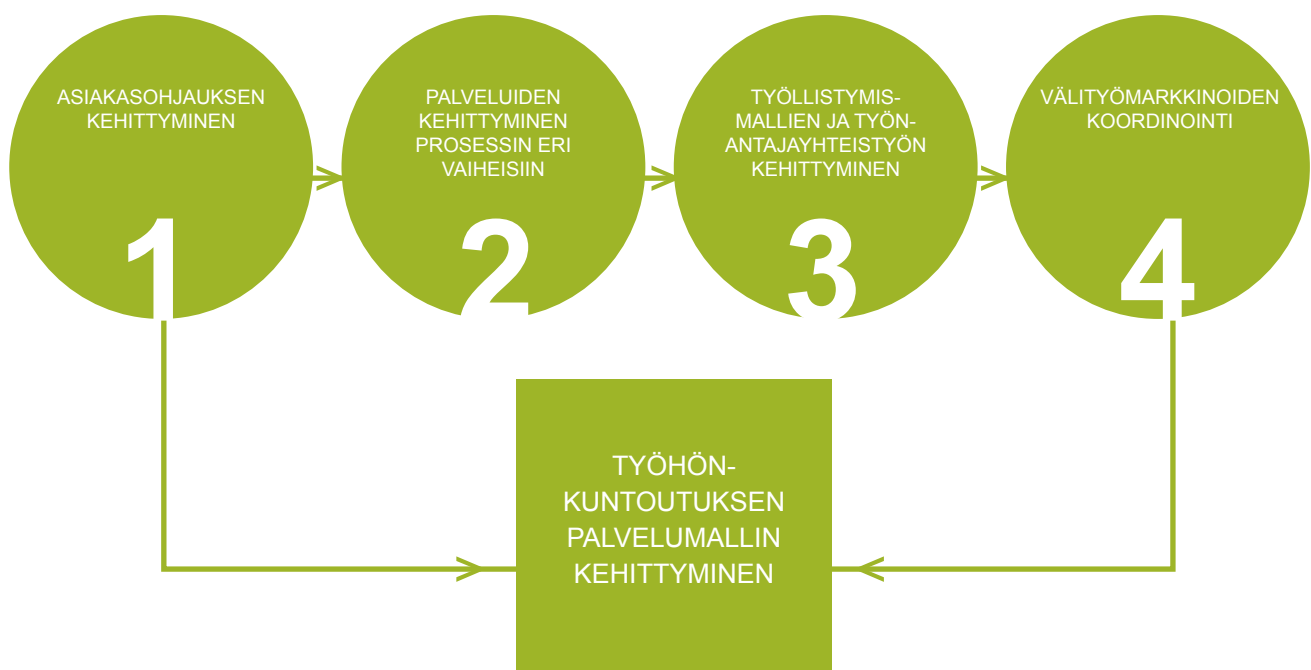 ASIAKASOHJAUKSEN
KEHITTYMINEN
1
PALVELUIDEN
KEHITTYMINEN
PROSESSIN ERI
VAIHEISIIN
2
TYÖLLISTYMIS-
MALLIEN JA TYÖN-
ANTAJAYHTEISTYÖN
KEHITTYMINEN
3
VÄLITYÖMARKKINOIDEN
KOORDINOINTI
4
TYÖHÖN-
KUNTOUTUKSEN
PALVELUMALLIN
KEHITTYMINEN